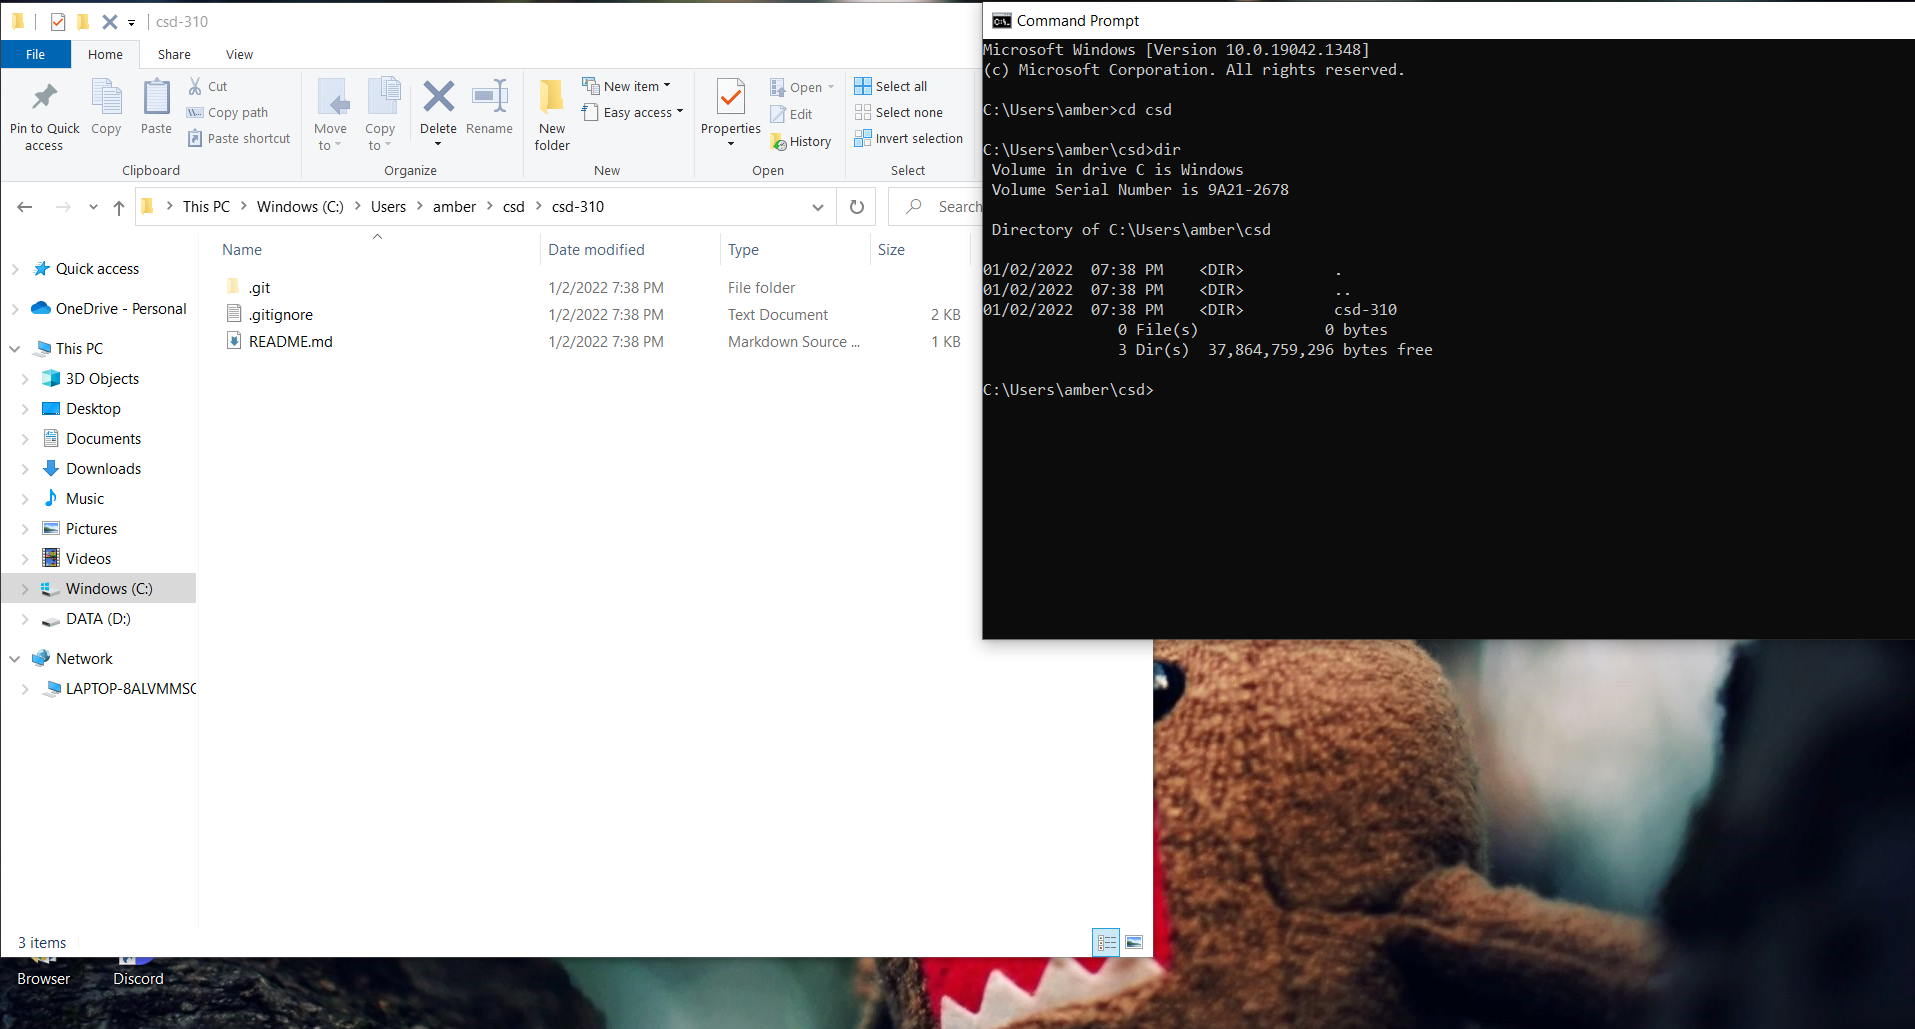 csd-310
File
Home
Share
View
Pin to Quick access
Copy
Paste
Cut
Copy path
Paste shortcut
Clipboard
Move to
Copy to
Delete
Rename
Organize
New folder
New item
Easy access
New
Properties
Open
Edit
History
Open
Select all
Select none
Invert selection
Select
This PC > Windows (C:) > Users > amber > csd > csd-310
Search
Name
Date modified
Type
Size
.git 1/2/2022 7:38 PM File folder
.gitignore 1/2/2022 7:38 PM Text Document 2 KB
README.md 1/2/2022 7:38 PM Markdown Source ... 1 KB
Quick access
OneDrive - Personal
This PC
3D Objects
Desktop
Documents
Downloads
Music
Pictures
Videos
Windows (C:)
DATA (D:)
Network
LAPTOP-8ALVMMSC
3 items
Browser
Discord
Command Prompt
Microsoft Windows [Version 10.0.19042.1348]
(c) Microsoft Corporation. All rights reserved.
C:\Users\amber>cd csd
C:\Users\amber\csd>dir
Volume in drive C is Windows
Volume Serial Number is 9A21-2678
Directory of C:\Users\amber\csd
01/02/2022  07:38 PM    <DIR>          .
01/02/2022  07:38 PM    <DIR>          ..
01/02/2022  07:38 PM    <DIR>          csd-310
0 File(s)              0 bytes
3 Dir(s)  37,864,759,296 bytes free
C:\Users\amber\csd>